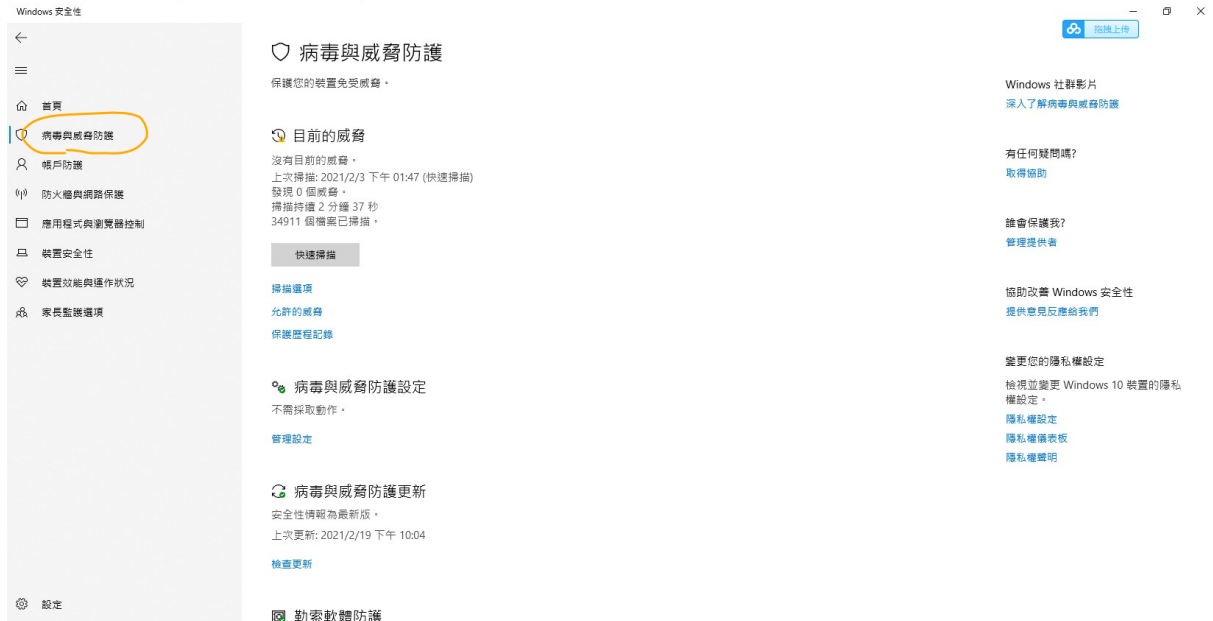 Windows 安全性
拖拽上传
首頁
病毒與威脅防護
帳戶防護
防火牆與網路保護
應用程式與瀏覽器控制
裝置安全性
裝置效能與運作狀況
家長監護選項
設定
病毒與威脅防護
保護您的裝置免受威脅。
目前的威脅
沒有目前的威脅。
上次掃描: 2021/2/3 下午 01:47 (快速掃描)
發現 0 個威脅。
掃描持續 2 分鐘 37 秒
34911 個檔案已掃描。
快速掃描
掃描選項
允許的威脅
保護歷程記錄
病毒與威脅防護設定
不需採取動作。
管理設定
病毒與威脅防護更新
安全性情報為最新版。
上次更新: 2021/2/19 下午 10:04
檢查更新
勒索軟體防護
Windows 社群影片
深入了解病毒與威脅防護
有任何疑問嗎?
取得協助
誰會保護我?
管理提供者
協助改善 Windows 安全性
提供意見反應給我們
變更您的隱私權設定
檢視並變更 Windows 10 裝置的隱私
權設定。
隱私權設定
隱私權儀表板
隱私權聲明